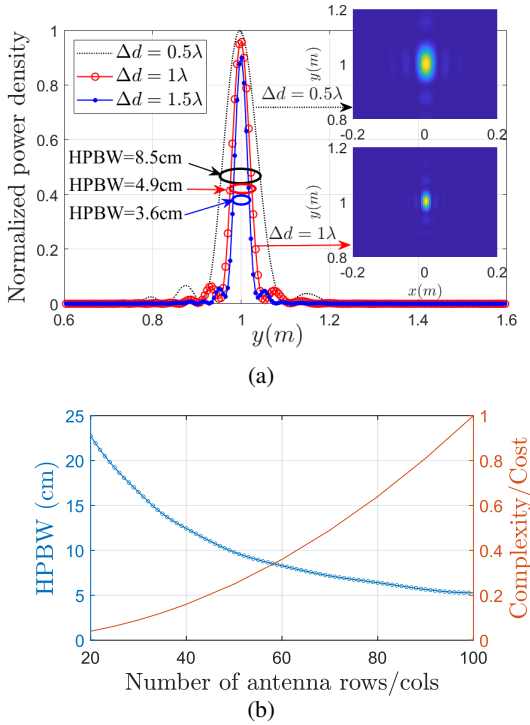 Normalized power density
1
0.8
0.6
0.4
0.2
0
Δd = 0.5λ
Δd = 1λ
Δd = 1.5λ
HPBW=8.5cm
HPBW=4.9cm
HPBW=3.6cm
0.6
0.8
1
1.2
1.4
1.6
y(m)
1.2
1
0.8
y(m)
-0.2
0
0.2
Δd = 0.5λ
1.2
1
0.8
y(m)
-0.2
0
0.2
x(m)
Δd = 1λ
(a)
HPBW (cm)
25
20
15
10
5
0
20
40
60
80
100
Number of antenna rows/cols
1
0.8
0.6
0.4
0.2
0
Complexity/Cost
(b)